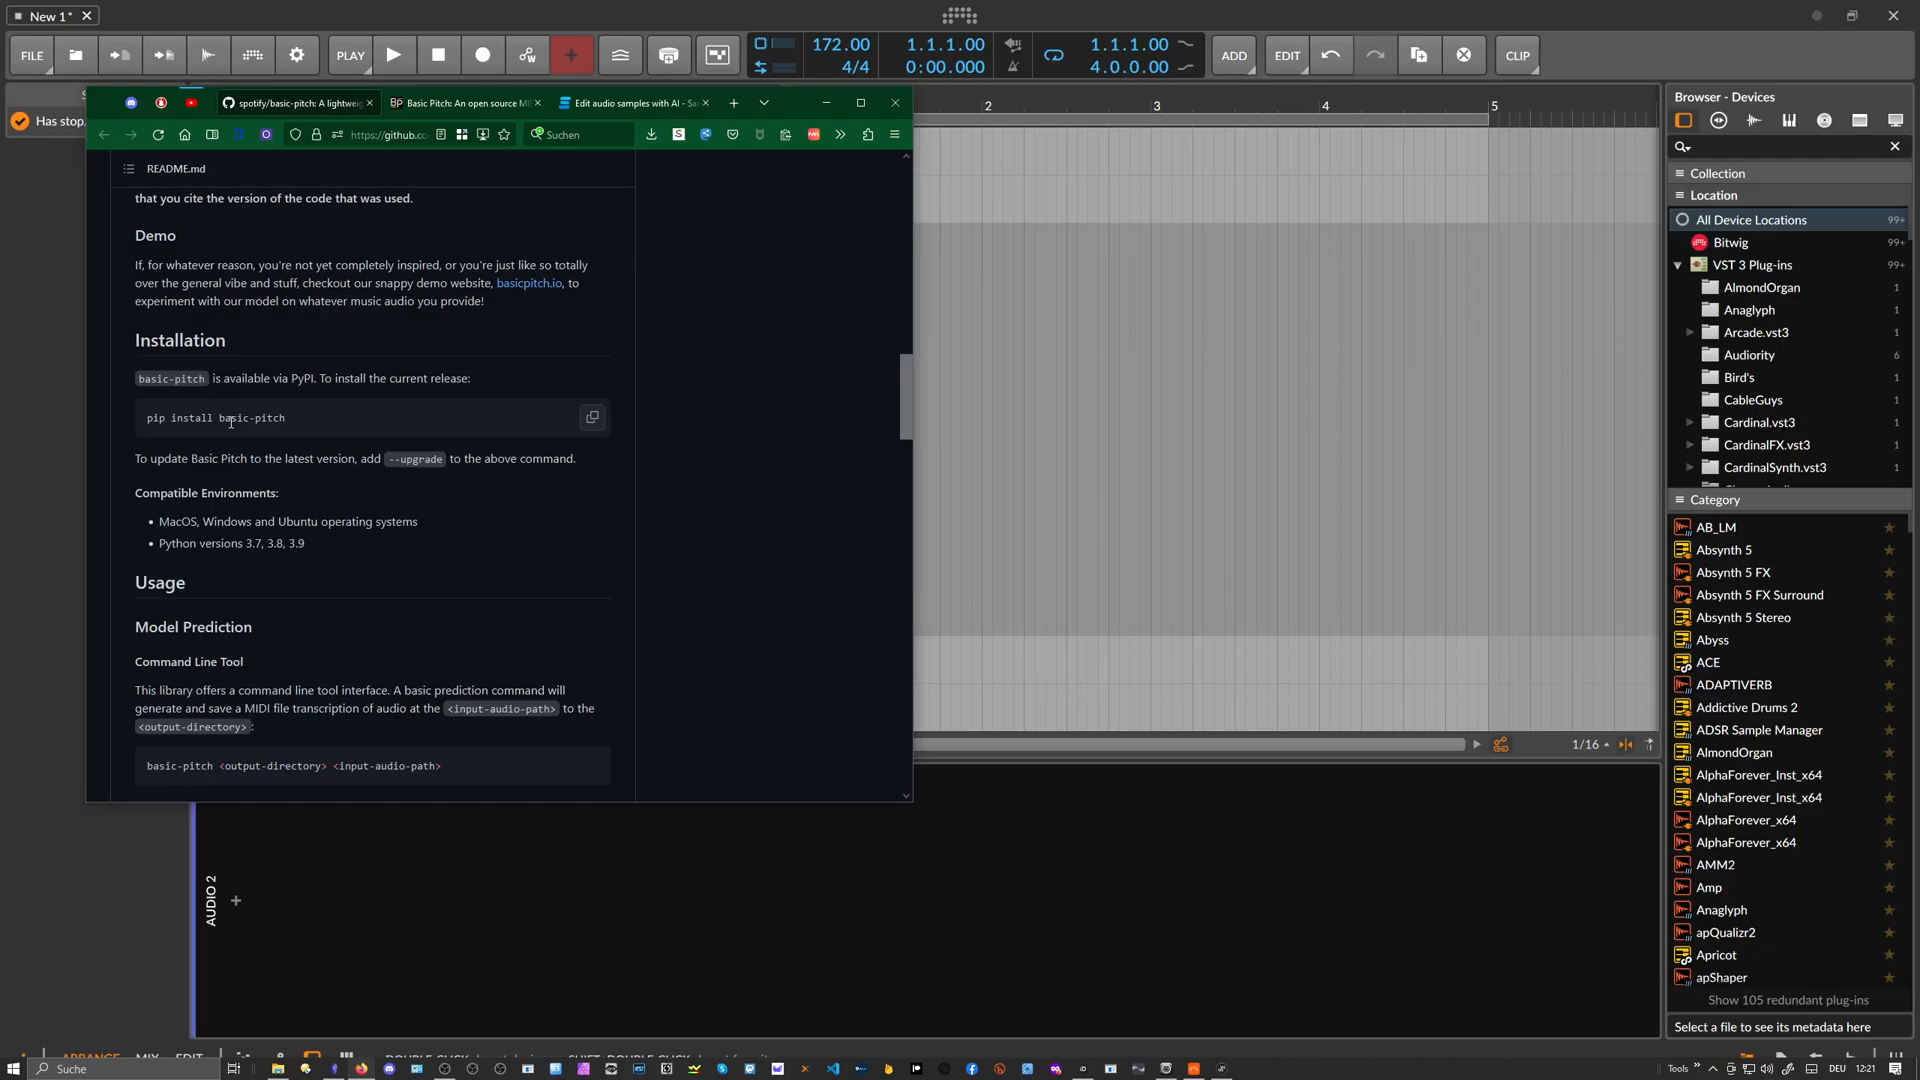 New 1*
FILE
PLAY
172.00
4/4
1.1.1.00
0:00.000
1.1.1.00
4.0.0.00
ADD
EDIT
CLIP
Has stop.
spotify/basic-pitch: A lightweig
Basic Pitch: An open source MI
Edit audio samples with AI - Sa
https://github.co
Suchen
README.md
that you cite the version of the code that was used.
Demo
If, for whatever reason, you're not yet completely inspired, or you're just like so totally
over the general vibe and stuff, checkout our snappy demo website, basicpitch.io, to
experiment with our model on whatever music audio you provide!
Installation
basic-pitch is available via PyPI. To install the current release:
pip install basic-pitch
To update Basic Pitch to the latest version, add --upgrade to the above command.
Compatible Environments:
• MacOS, Windows and Ubuntu operating systems
• Python versions 3.7, 3.8, 3.9
Usage
Model Prediction
Command Line Tool
This library offers a command line tool interface. A basic prediction command will
generate and save a MIDI file transcription of audio at the <input-audio-path> to the
<output-directory>:
basic-pitch <output-directory> <input-audio-path>
2
3
4
5
1/16
AUDIO 2
+
Browser - Devices
Collection
Location
All Device Locations 99+
Bitwig 99+
VST 3 Plug-ins 99+
AlmondOrgan 1
Anaglyph 1
Arcade.vst3 1
Audiority 6
Bird's 1
CableGuys 1
Cardinal.vst3 1
CardinalFX.vst3 1
CardinalSynth.vst3 1
Category
AB_LM
Absynth 5
Absynth 5 FX
Absynth 5 FX Surround
Absynth 5 Stereo
Abyss
ACE
ADAPTIVERB
Addictive Drums 2
ADSR Sample Manager
AlmondOrgan
AlphaForever_Inst_x64
AlphaForever_Inst_x64
AlphaForever_x64
AlphaForever_x64
AMM2
Amp
Anaglyph
apQualizr2
Apricot
apShaper
Show 105 redundant plug-ins
Select a file to see its metadata here
ARRANGE MIX EDIT
Suche
Tools
DEU
12:21